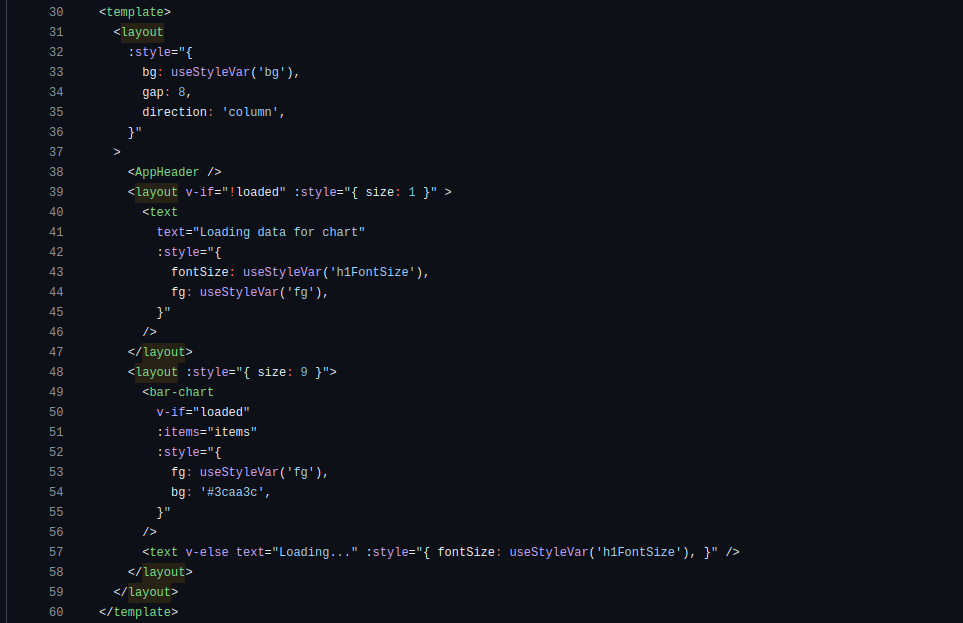 30 <template>
31   <layout
32     :style="{
33       bg: useStyleVar('bg'),
34       gap: 8,
35       direction: 'column',
36     }"
37   >
38     <AppHeader />
39     <layout v-if="!loaded" :style="{ size: 1 }" >
40       <text
41         text="Loading data for chart"
42         :style="{
43           fontSize: useStyleVar('h1FontSize'),
44           fg: useStyleVar('fg'),
45         }"
46       />
47     </layout>
48     <layout :style="{ size: 9 }">
49       <bar-chart
50         v-if="loaded"
51         :items="items"
52         :style="{
53           fg: useStyleVar('fg'),
54           bg: '#3caa3c',
55         }"
56       />
57       <text v-else text="Loading..." :style="{ fontSize: useStyleVar('h1FontSize'), }" />
58     </layout>
59   </layout>
60 </template>